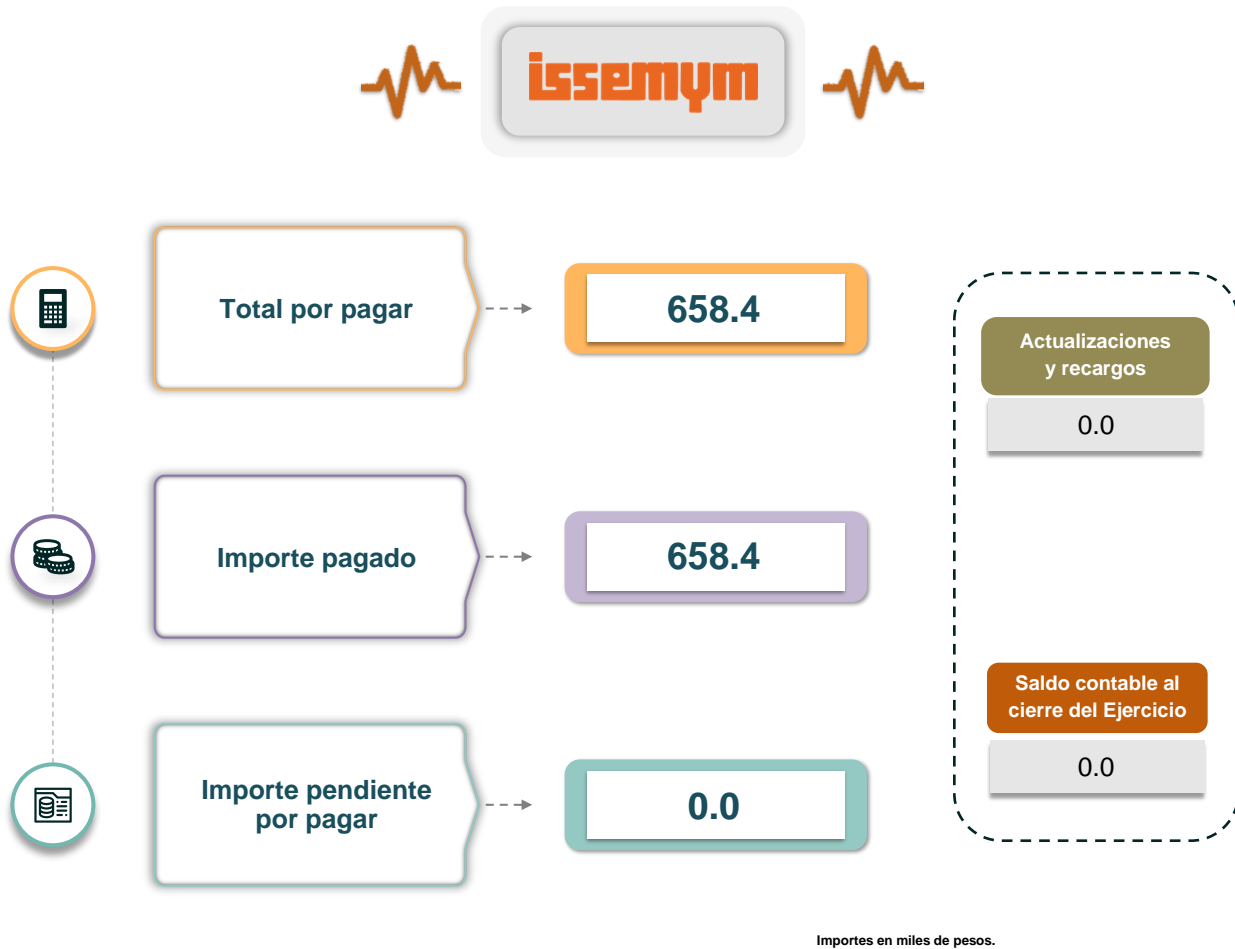 issemym
Total por pagar
658.4
Actualizaciones
y recargos
0.0
Importe pagado
658.4
Saldo contable al
cierre del Ejercicio
0.0
Importe pendiente
por pagar
0.0
Importes en miles de pesos.